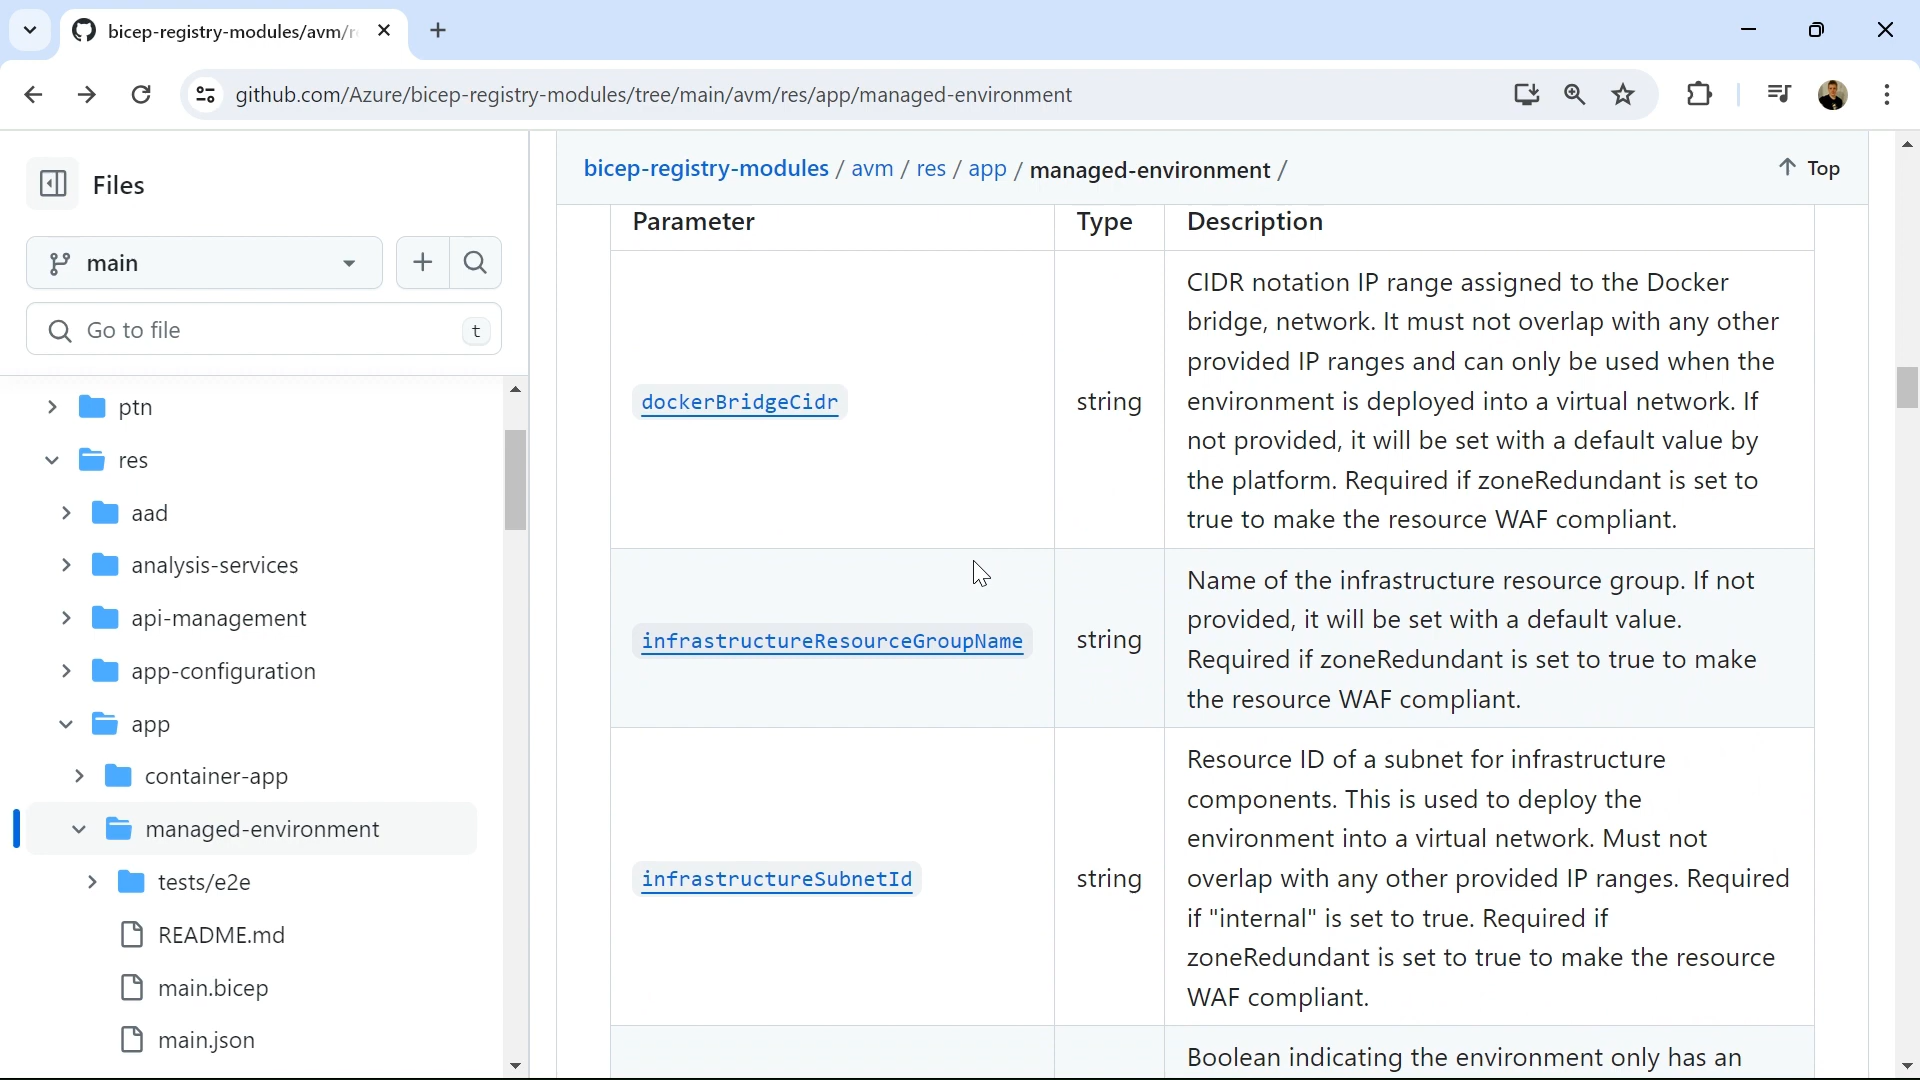 bicep-registry-modules/avm/r
github.com/Azure/bicep-registry-modules/tree/main/avm/res/app/managed-environment
Files
main
Go to file
t
ptn
res
aad
analysis-services
api-management
app-configuration
app
container-app
managed-environment
tests/e2e
README.md
main.bicep
main.json
bicep-registry-modules / avm / res / app / managed-environment /
Top
Parameter Type Description
dockerBridgeCidr
string
CIDR notation IP range assigned to the Docker
bridge, network. It must not overlap with any other
provided IP ranges and can only be used when the
environment is deployed into a virtual network. If
not provided, it will be set with a default value by
the platform. Required if zoneRedundant is set to
true to make the resource WAF compliant.
infrastructureResourceGroupName
string
Name of the infrastructure resource group. If not
provided, it will be set with a default value.
Required if zoneRedundant is set to true to make
the resource WAF compliant.
infrastructureSubnetId
string
Resource ID of a subnet for infrastructure
components. This is used to deploy the
environment into a virtual network. Must not
overlap with any other provided IP ranges. Required
if "internal" is set to true. Required if
zoneRedundant is set to true to make the resource
WAF compliant.
Boolean indicating the environment only has an